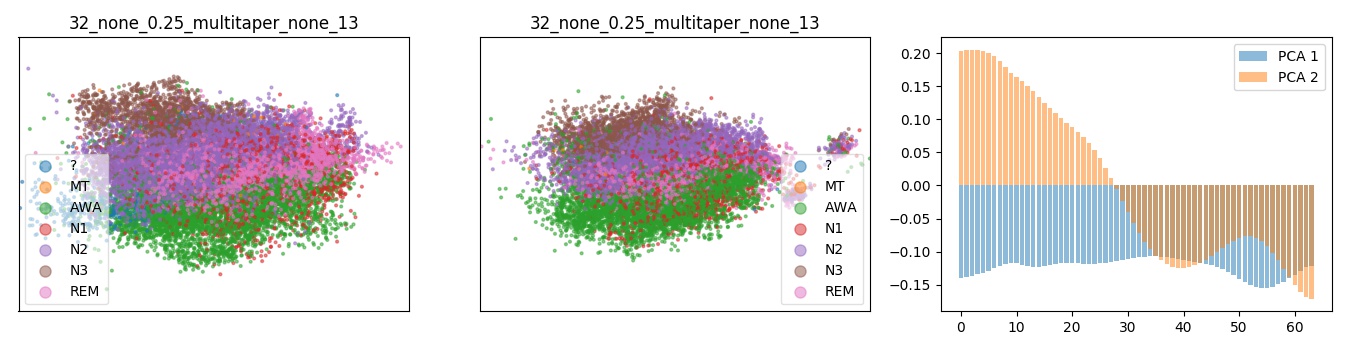 32_none_0.25_multitaper_none_13
?
MT
AWA
N1
N2
N3
REM
32_none_0.25_multitaper_none_13
?
MT
AWA
N1
N2
N3
REM
PCA 1
PCA 2
0.20
0.15
0.10
0.05
0.00
−0.05
−0.10
−0.15
0 10 20 30 40 50 60